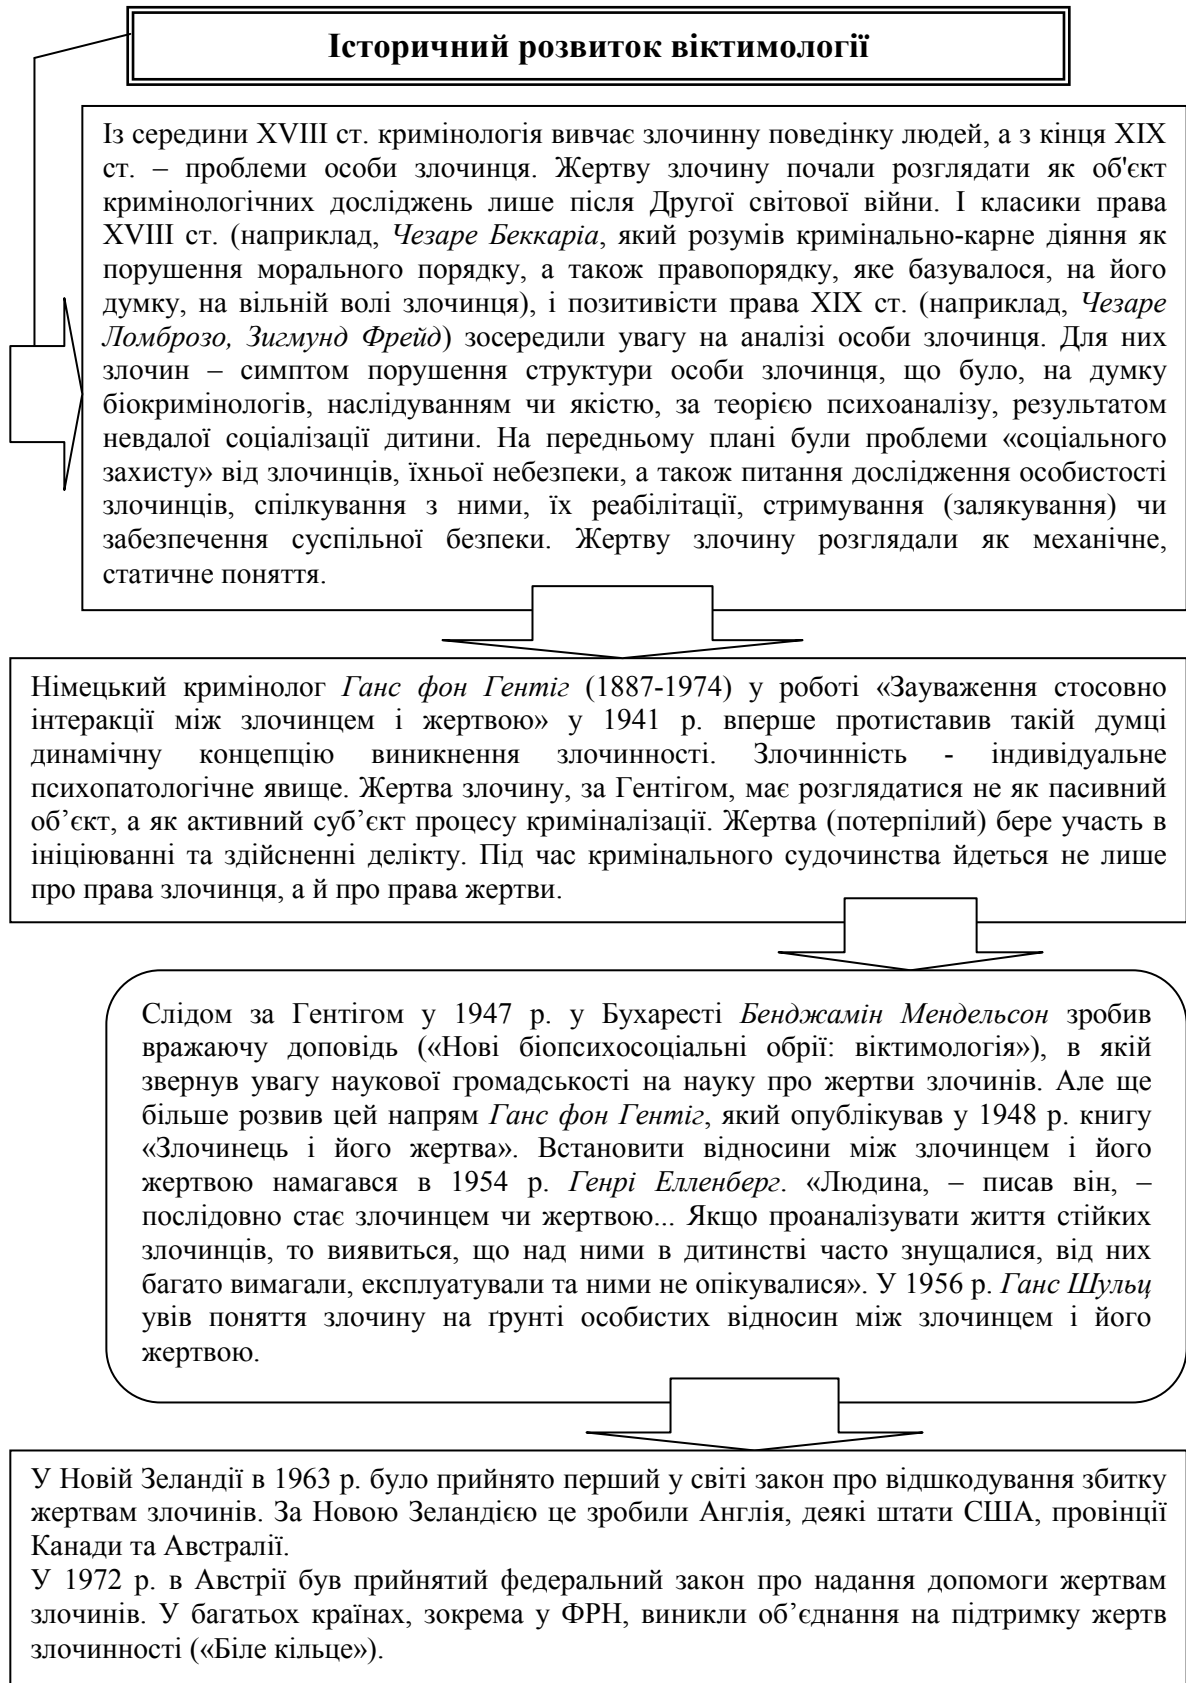 Історичний розвиток віктимології
Із середини XVIII ст. кримінологія вивчає злочинну поведінку людей, а з кінця XIX
ст. – проблеми особи злочинця. Жертву злочину почали розглядати як об'єкт
кримінологічних досліджень лише після Другої світової війни. І класики права
XVIII ст. (наприклад, Чезаре Беккаріа, який розумів кримінально-карне діяння як
порушення морального порядку, а також правопорядку, яке базувалося, на його
думку, на вільній волі злочинця), і позитивісти права XIX ст. (наприклад, Чезаре
Ломброзо, Зигмунд Фрейд) зосередили увагу на аналізі особи злочинця. Для них
злочин – симптом порушення структури особи злочинця, що було, на думку
біокримінологів, наслідуванням чи якістю, за теорією психоаналізу, результатом
невдалої соціалізації дитини. На передньому плані були проблеми «соціального
захисту» від злочинців, їхньої небезпеки, а також питання дослідження особистості
злочинців, спілкування з ними, їх реабілітації, стримування (залякування) чи
забезпечення суспільної безпеки. Жертву злочину розглядали як механічне,
статичне поняття.
Німецький кримінолог Ганс фон Гентіг (1887-1974) у роботі «Зауваження стосовно
інтеракції між злочинцем і жертвою» у 1941 р. вперше протиставив такій думці
динамічну концепцію виникнення злочинності. Злочинність - індивідуальне
психопатологічне явище. Жертва злочину, за Гентігом, має розглядатися не як пасивний
об’єкт, а як активний суб’єкт процесу криміналізації. Жертва (потерпілий) бере участь в
ініціюванні та здійсненні делікту. Під час кримінального судочинства йдеться не лише
про права злочинця, а й про права жертви.
Слідом за Гентігом у 1947 р. у Бухаресті Бенджамін Мендельсон зробив
вражаючу доповідь («Нові біопсихосоціальні обрії: віктимологія»), в якій
звернув увагу наукової громадськості на науку про жертви злочинів. Але ще
більше розвив цей напрям Ганс фон Гентіг, який опублікував у 1948 р. книгу
«Злочинець і його жертва». Встановити відносини між злочинцем і його
жертвою намагався в 1954 р. Генрі Елленберг. «Людина, – писав він, –
послідовно стає злочинцем чи жертвою... Якщо проаналізувати життя стійких
злочинців, то виявиться, що над ними в дитинстві часто знущалися, від них
багато вимагали, експлуатували та ними не опікувалися». У 1956 р. Ганс Шульц
увів поняття злочину на ґрунті особистих відносин між злочинцем і його
жертвою.
У Новій Зеландії в 1963 р. було прийнято перший у світі закон про відшкодування збитку
жертвам злочинів. За Новою Зеландією це зробили Англія, деякі штати США, провінції
Канади та Австралії.
У 1972 р. в Австрії був прийнятий федеральний закон про надання допомоги жертвам
злочинів. У багатьох країнах, зокрема у ФРН, виникли об’єднання на підтримку жертв
злочинності («Біле кільце»).